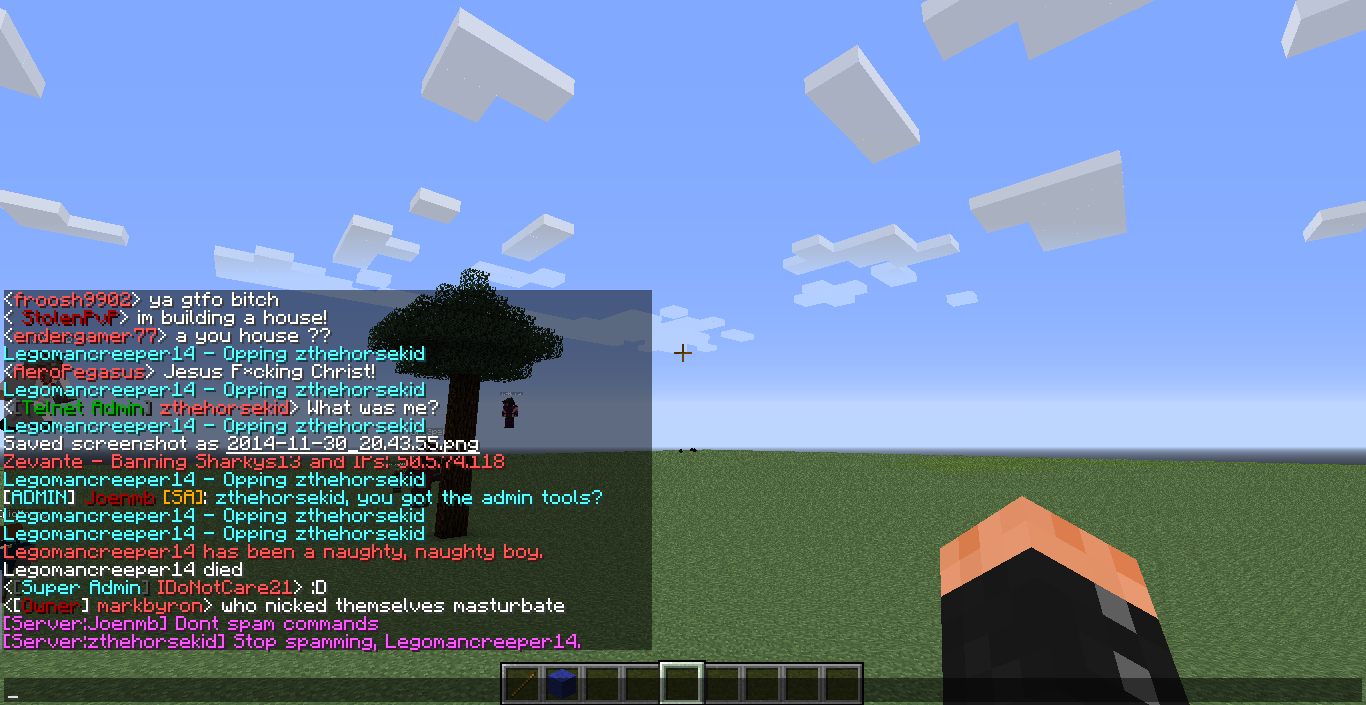 <froosh9902> ya gtfo bitch
< StolenPvP> im building a house!
<endergamer77> a you house ??
Legomancreeper14 - Opping zthehorsekid
<AeroPegasus> Jesus F×cking Christ!
Legomancreeper14 - Opping zthehorsekid
<[Telnet Admin] zthehorsekid> What was me?
Legomancreeper14 - Opping zthehorsekid
Saved screenshot as 2014-11-30_20.43.55.png
Zevante - Banning Sharkys13 and IPs: 50.5.74.118
Legomancreeper14 - Opping zthehorsekid
[ADMIN] Joenmb [SA]: zthehorsekid, you got the admin tools?
Legomancreeper14 - Opping zthehorsekid
Legomancreeper14 - Opping zthehorsekid
Legomancreeper14 has been a naughty, naughty boy.
Legomancreeper14 died
<[Super Admin] IDoNotCare21> :D
<[Owner] markbyron> who nicked themselves masturbate
[Server:Joenmb] Dont spam commands
[Server:zthehorsekid] Stop spamming, Legomancreeper14.
_